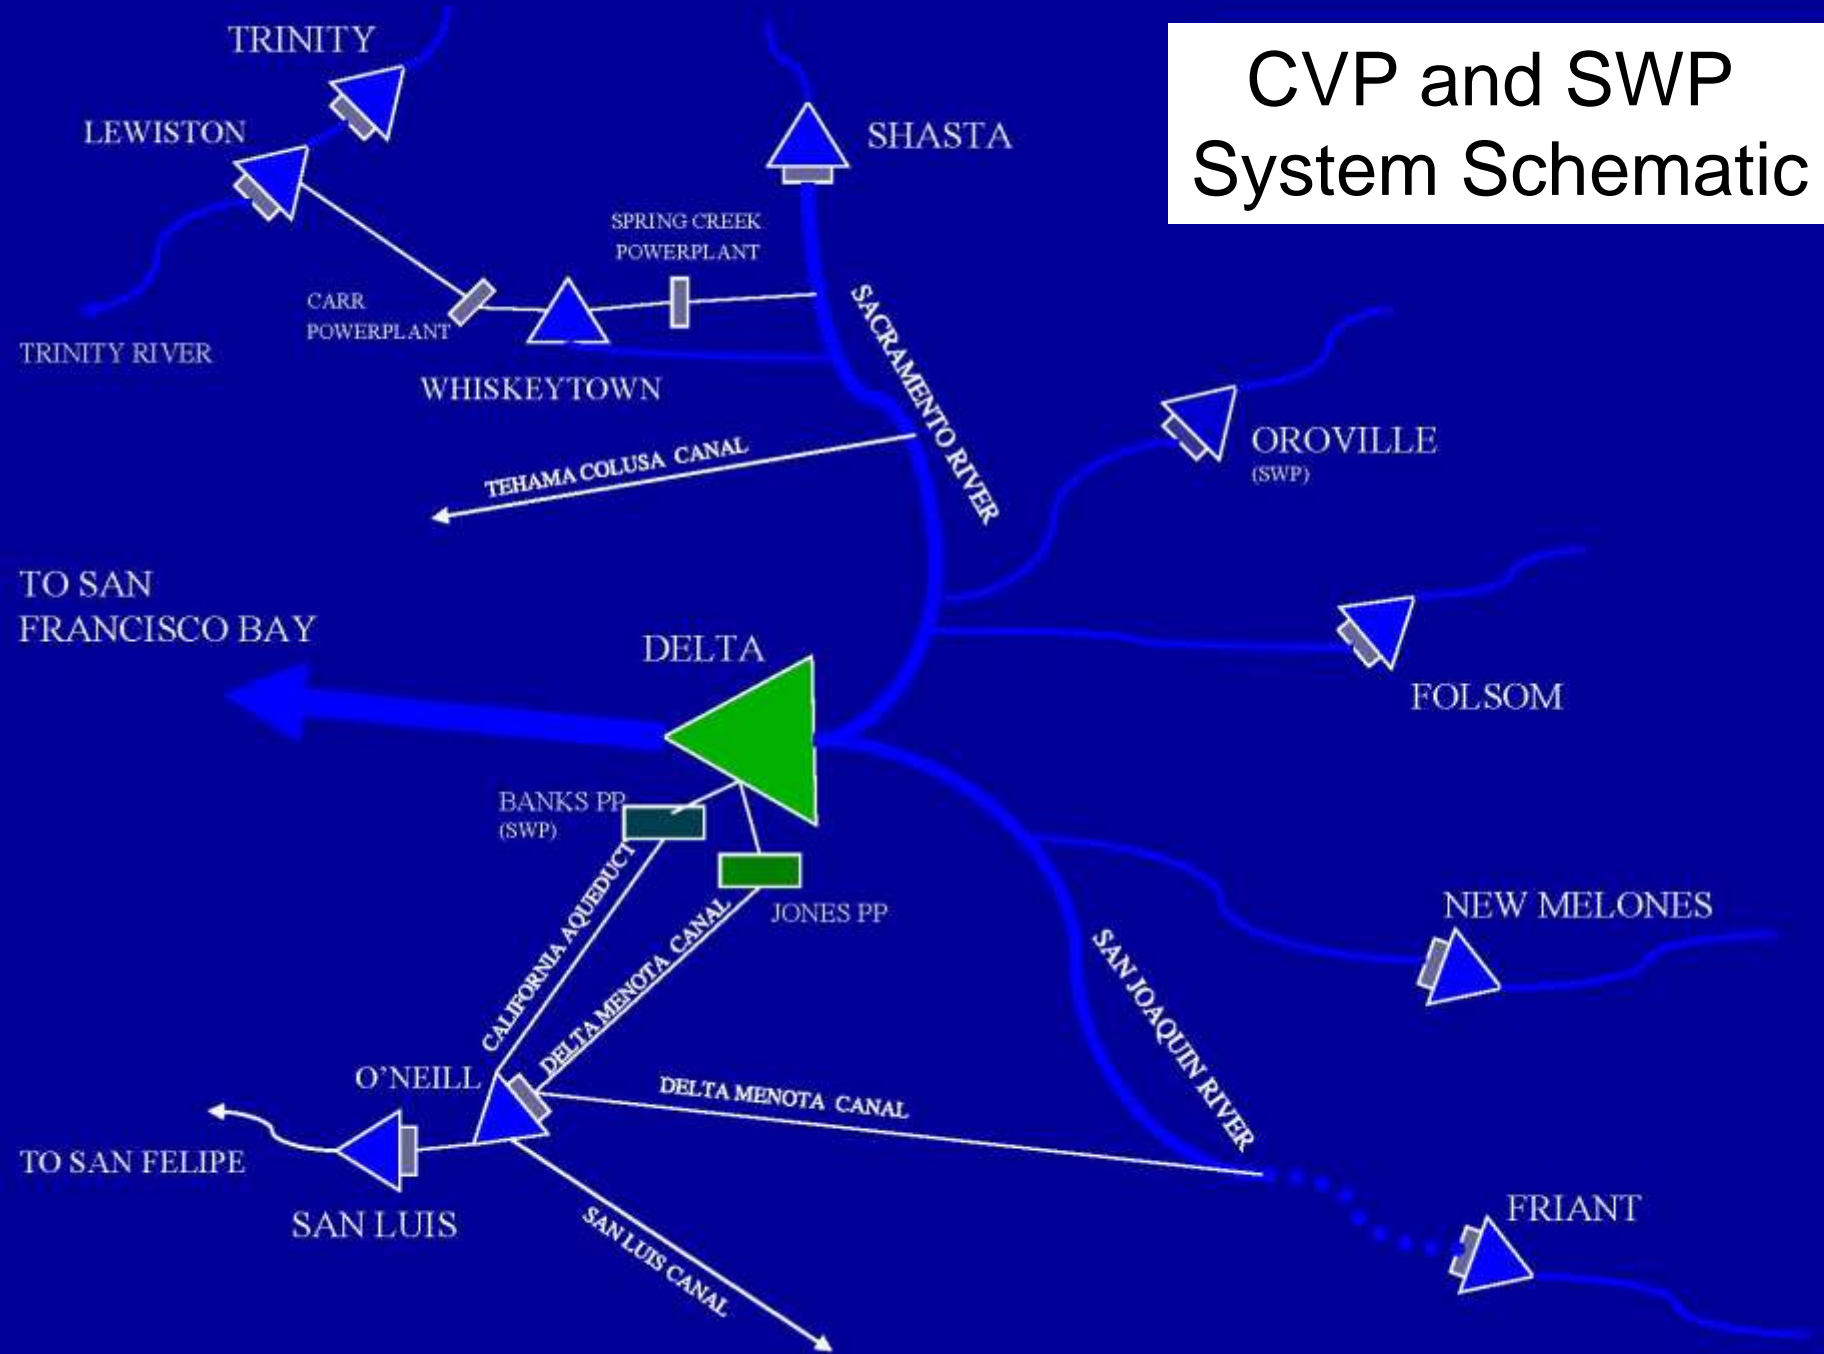 CVP and SWP
System Schematic
TRINITY
LEWISTON
SHASTA
SPRING CREEK
POWERPLANT
CARR
POWERPLANT
TRINITY RIVER
WHISKEYTOWN
SACRAMENTO RIVER
OROVILLE
(SWP)
TEHAMA COLUSA CANAL
TO SAN
FRANCISCO BAY
DELTA
FOLSOM
BANKS PP
(SWP)
JONES PP
CALIFORNIA AQUEDUCT
DELTA MENOTA CANAL
NEW MELONES
SAN JOAQUIN RIVER
O'NEILL
DELTA MENOTA CANAL
TO SAN FELIPE
SAN LUIS
SAN LUIS CANAL
FRIANT